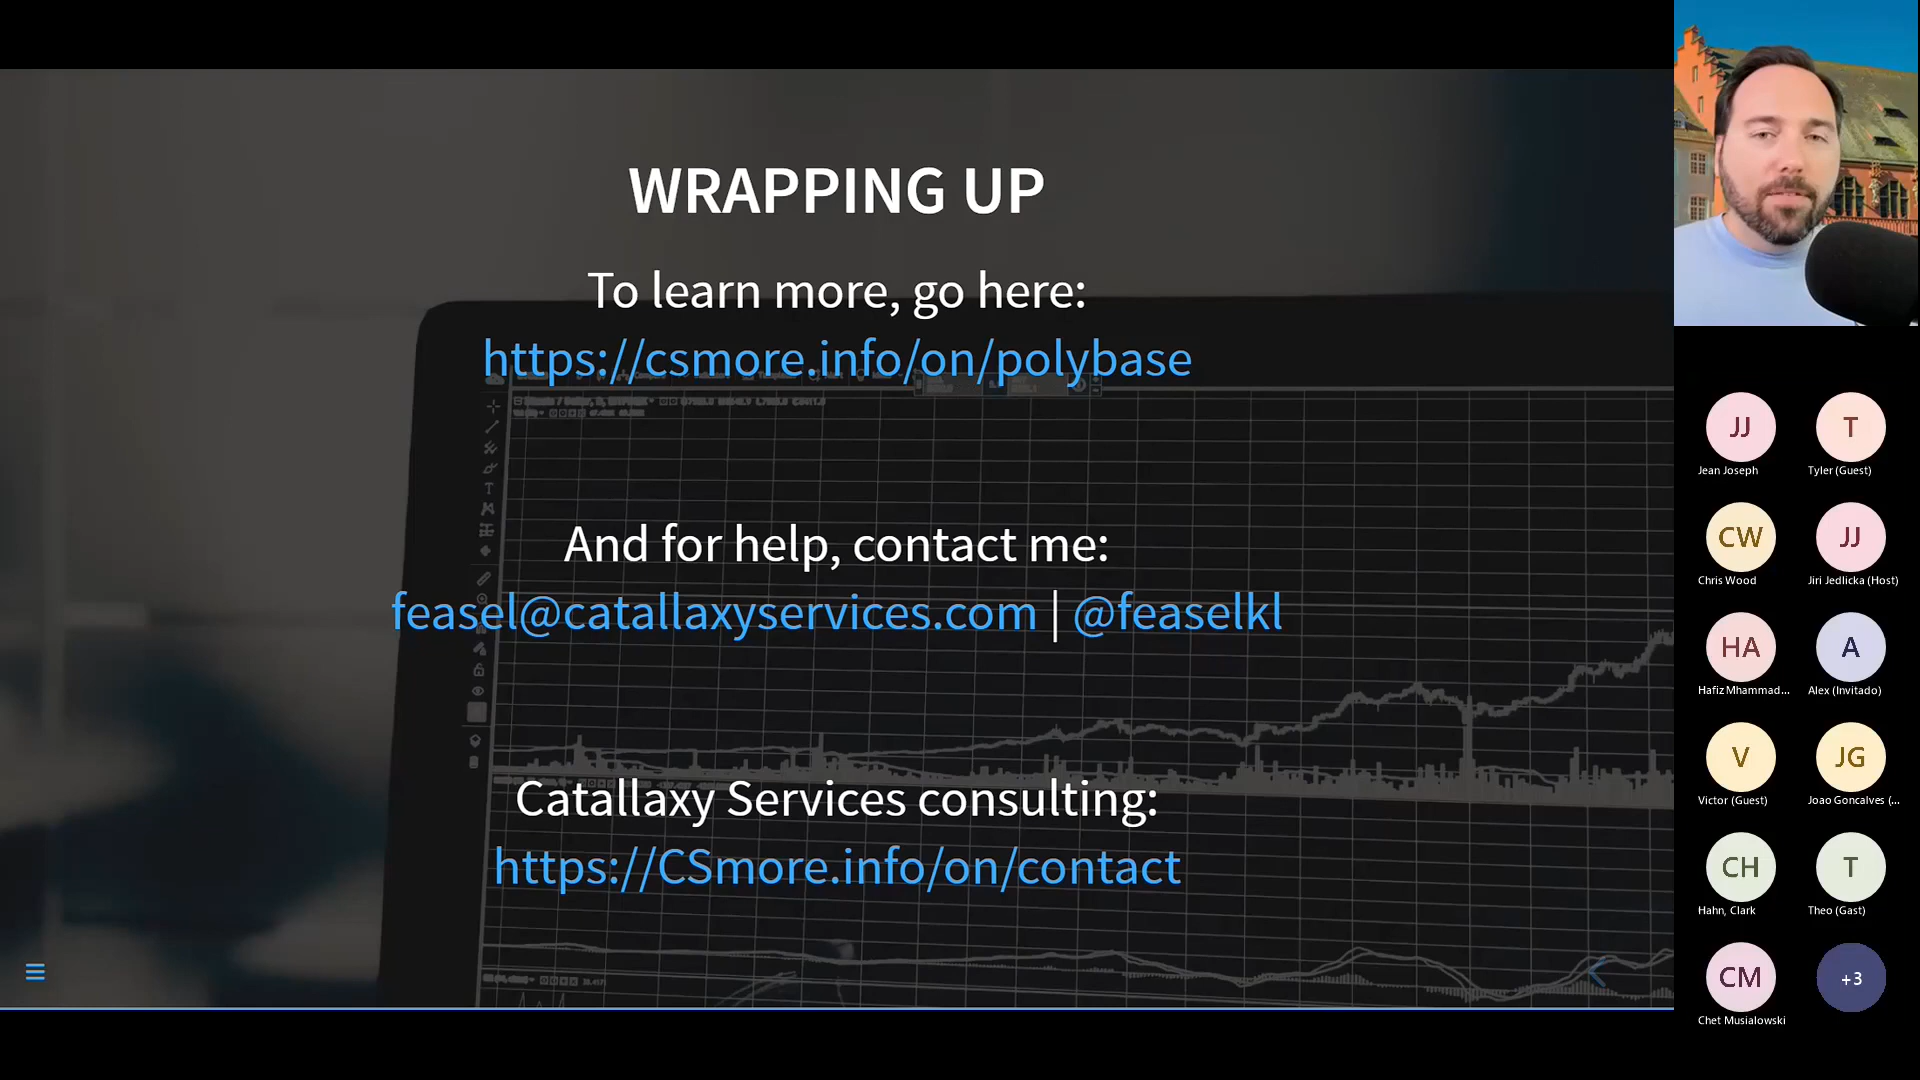 WRAPPING UP
To learn more, go here:
https://csmore.info/on/polybase
And for help, contact me:
feasel@catallaxyservices.com | @feaselkl
Catallaxy Services consulting:
https://CSmore.info/on/contact
JJ
Jean Joseph
T
Tyler (Guest)
CW
Chris Wood
JJ
Jiri Jedlicka (Host)
HA
Hafiz Mhammad...
A
Alex (Invitado)
V
Victor (Guest)
JG
Joao Goncalves (...
CH
Hahn, Clark
T
Theo (Gast)
CM
Chet Musialowski
+3